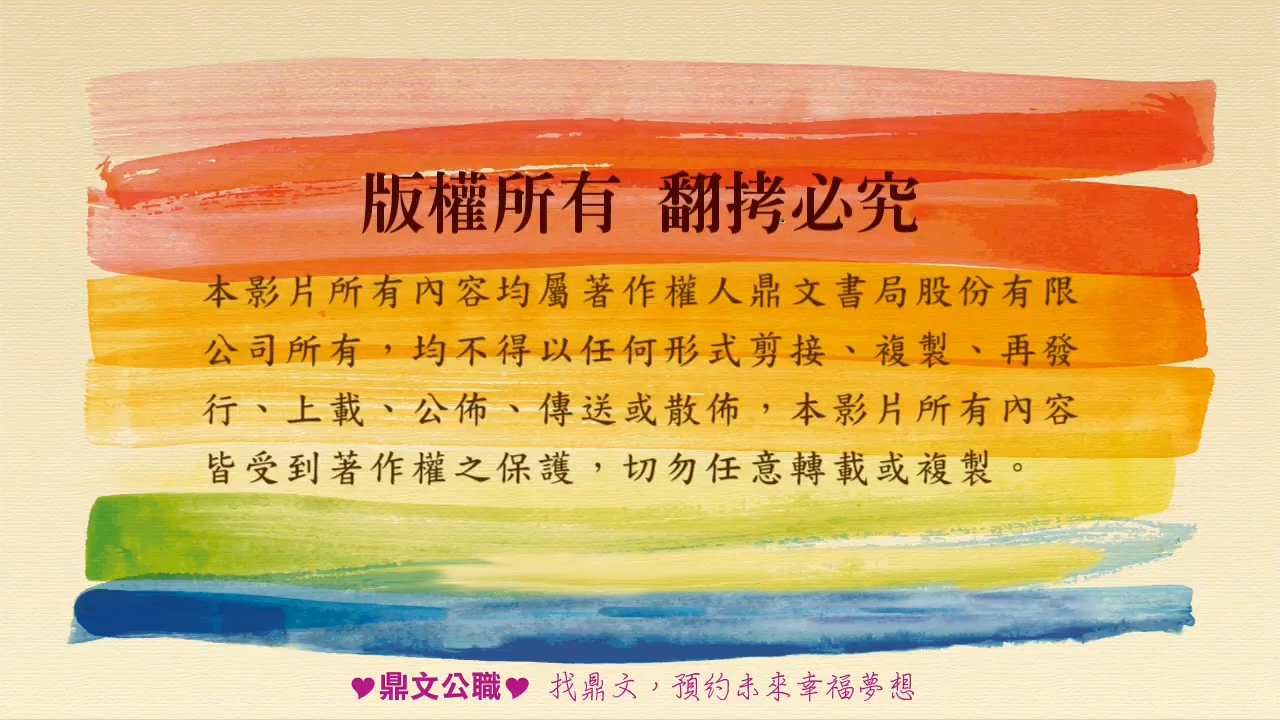 版權所有 翻拷必究
本影片所有內容均屬著作權人鼎文書局股份有限
公司所有，均不得以任何形式剪接、複製、再發
行、上載、公佈、傳送或散佈，本影片所有內容
皆受到著作權之保護，切勿任意轉載或複製。
♥鼎文公職♥ 找鼎文，預約未來幸福夢想